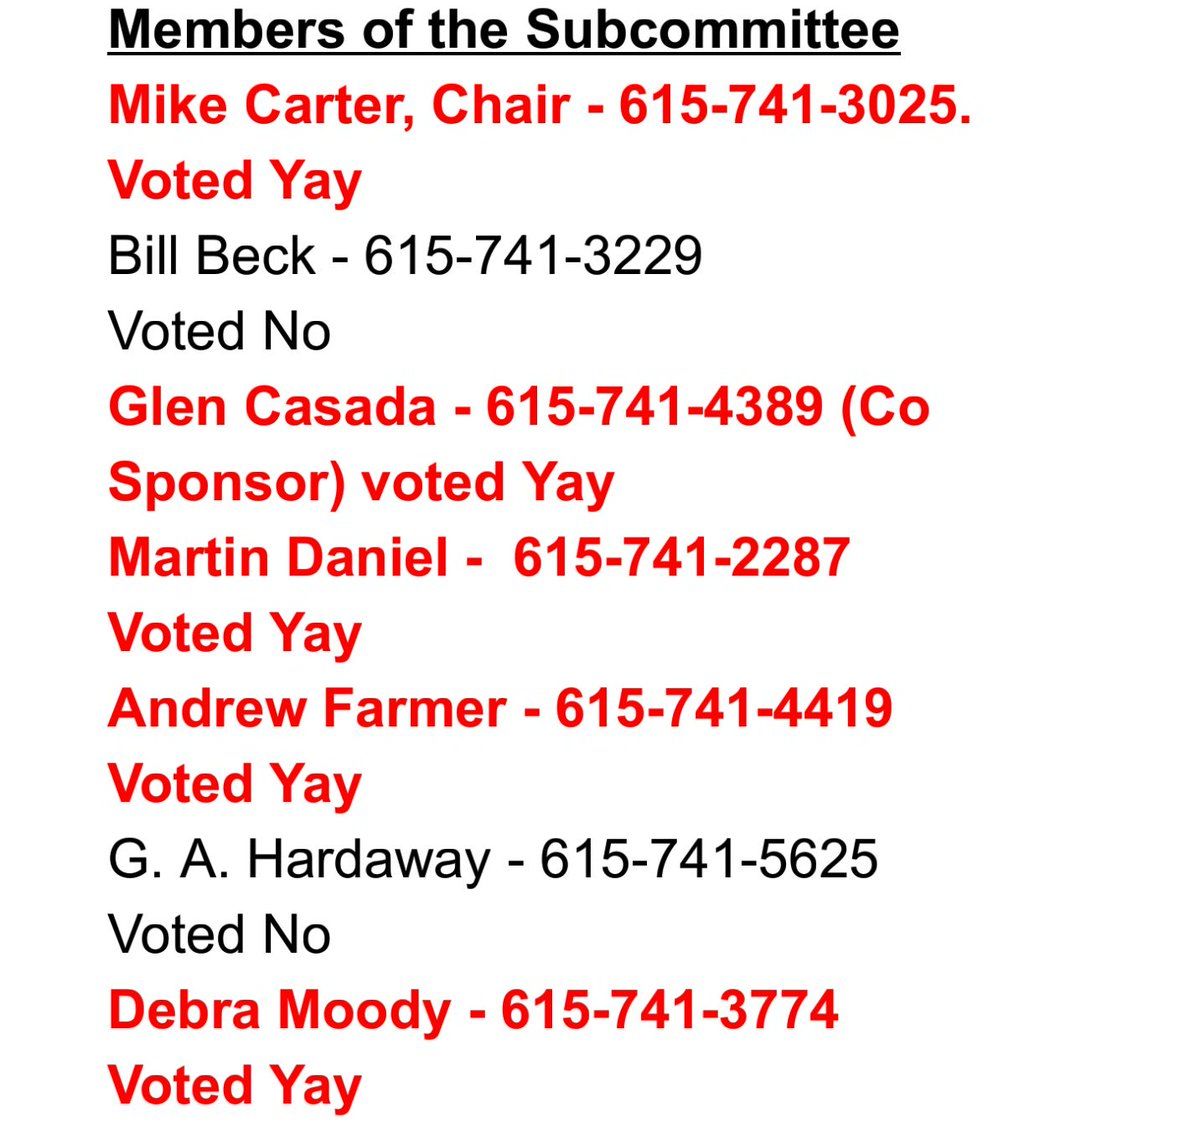 Members of the Subcommittee
Mike Carter, Chair - 615-741-3025.
Voted Yay
Bill Beck - 615-741-3229
Voted No
Glen Casada - 615-741-4389 (Co
Sponsor) voted Yay
Martin Daniel -  615-741-2287
Voted Yay
Andrew Farmer - 615-741-4419
Voted Yay
G. A. Hardaway - 615-741-5625
Voted No
Debra Moody - 615-741-3774
Voted Yay